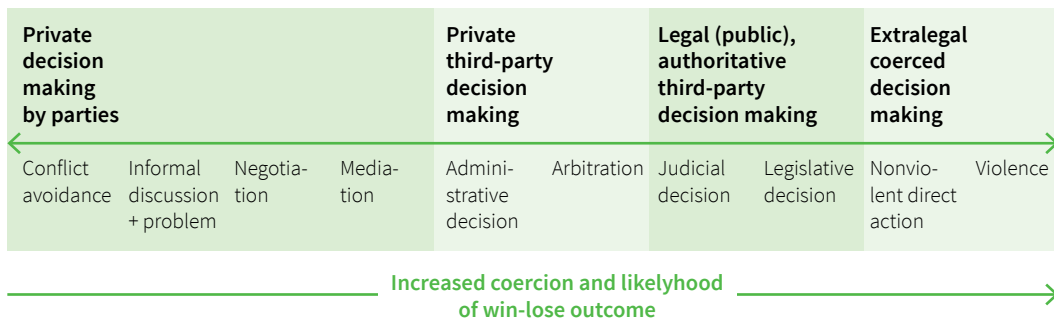 Private
decision
making
by parties
Private
third-party
decision
making
Legal (public),
authoritative
third-party
decision making
Extralegal
coerced
decision
making
Conflict
avoidance
Informal
discussion
+ problem
Negotia-
tion
Media-
tion
Admini-
strative
decision
Arbitration
Judicial
decision
Legislative
decision
Nonvio-
lent direct
action
Violence
Increased coercion and likelyhood
of win-lose outcome